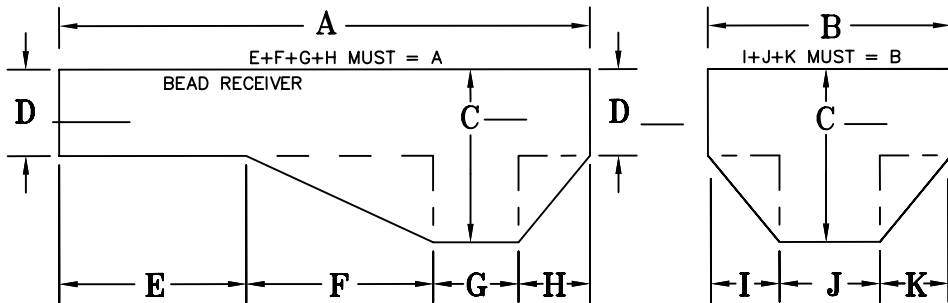 A
B
E+F+G+H MUST = A
I+J+K MUST = B
BEAD RECEIVER
D
C
D
C
E
F
G
H
I
J
K